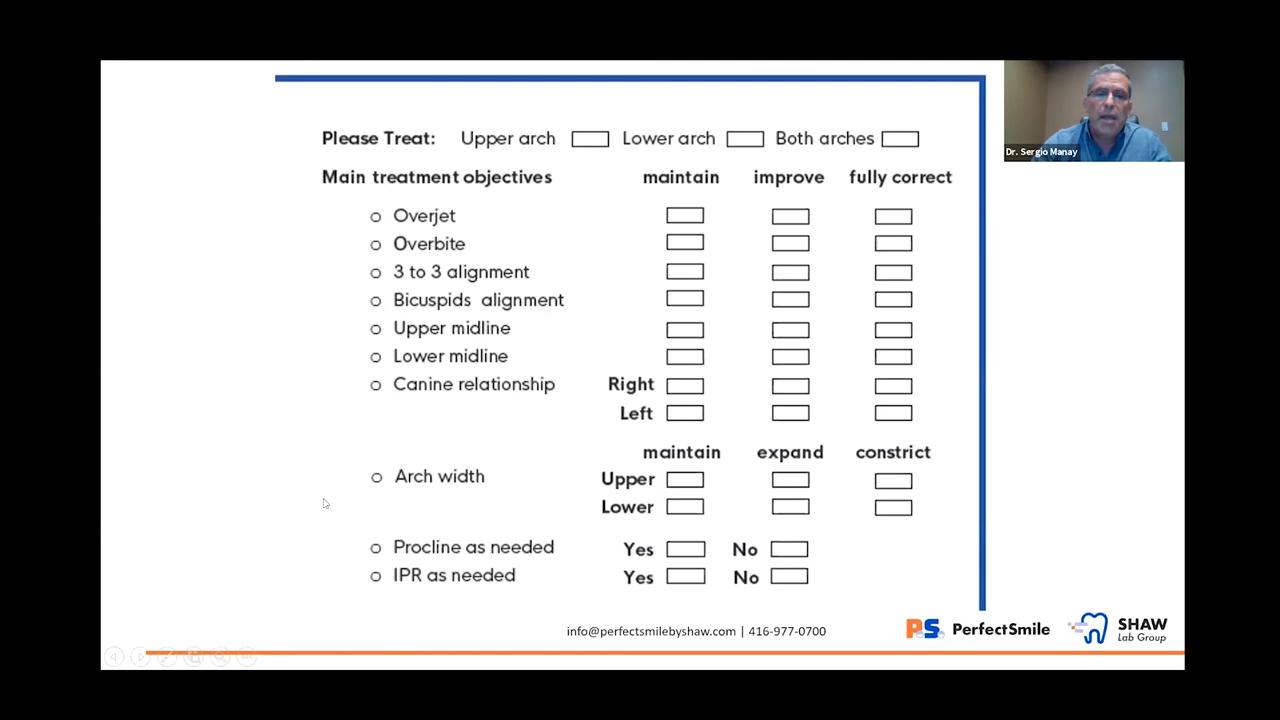 Please Treat: Upper arch Lower arch Both arches
Main treatment objectives maintain improve fully correct
Overjet
Overbite
3 to 3 alignment
Bicuspids alignment
Upper midline
Lower midline
Canine relationship Right
Left
maintain expand constrict
Arch width Upper
Lower
Procline as needed Yes No
IPR as needed Yes No
info@perfectsmilebyshaw.com | 416-977-0700
PS PerfectSmile
SHAW
Lab Group
Dr. Sergio Manay